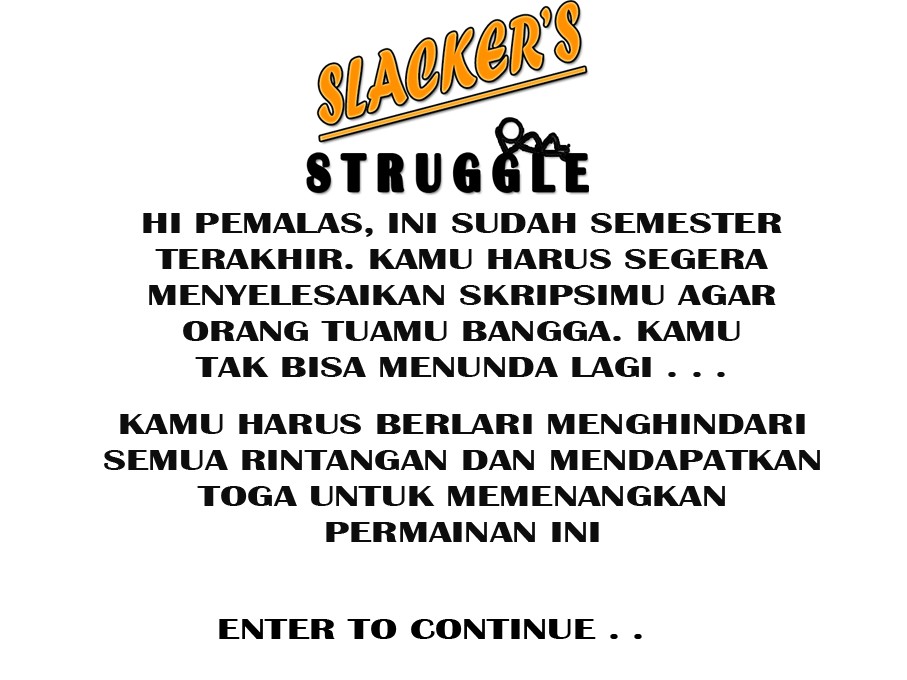 SLACKER'S
STRUGGLE
HI PEMALAS, INI SUDAH SEMESTER
TERAKHIR. KAMU HARUS SEGERA
MENYELESAIKAN SKRIPSIMU AGAR
ORANG TUAMU BANGGA. KAMU
TAK BISA MENUNDA LAGI . . .
KAMU HARUS BERLARI MENGHINDARI
SEMUA RINTANGAN DAN MENDAPATKAN
TOGA UNTUK MEMENANGKAN
PERMAINAN INI
ENTER TO CONTINUE . .